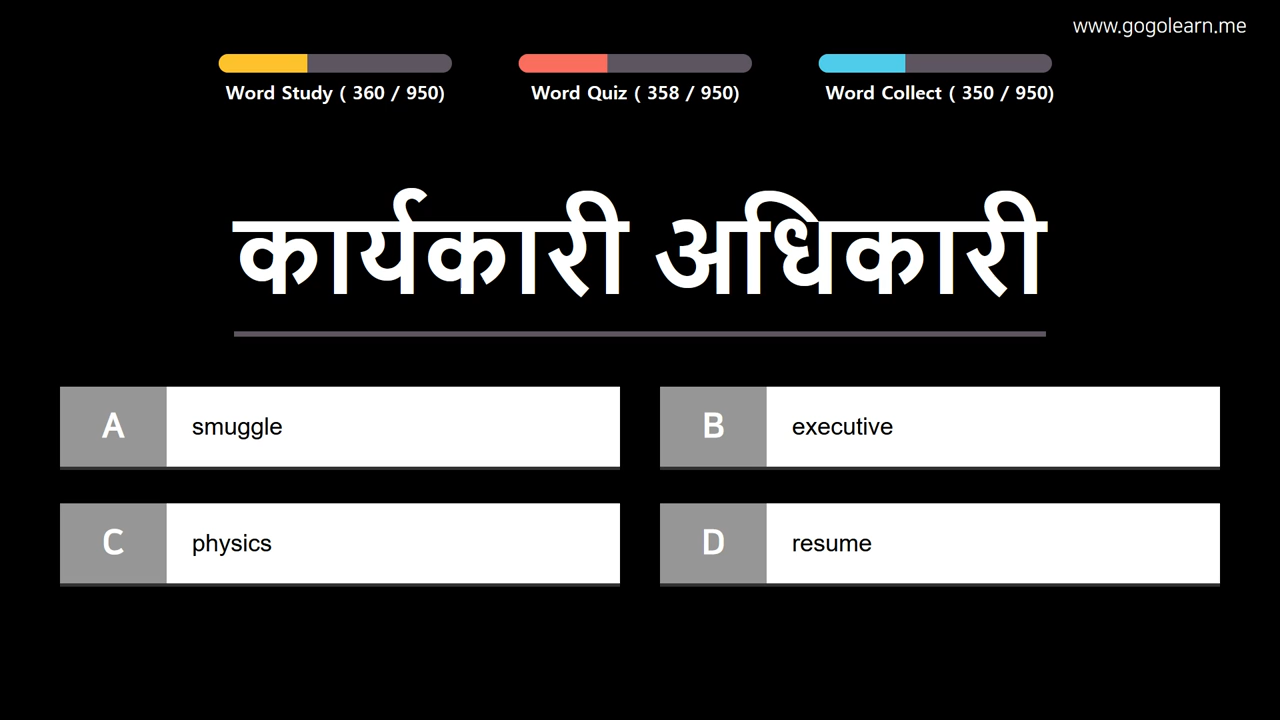 www.gogolearn.me
Word Study ( 360 / 950)
Word Quiz ( 358 / 950)
Word Collect ( 350 / 950)
कार्यकारी अधिकारी
A smuggle
B executive
C physics
D resume